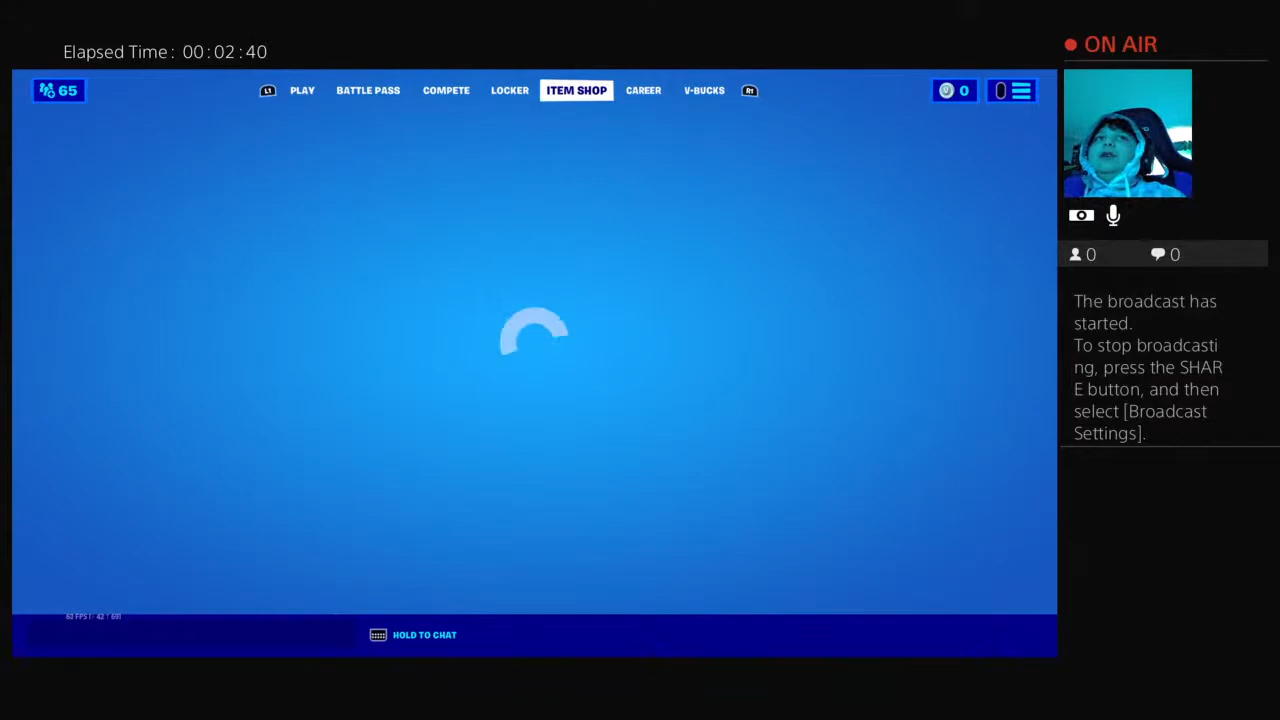 Elapsed Time: 00:02:40
ON AIR
65
L1 PLAY BATTLE PASS COMPETE LOCKER ITEM SHOP CAREER V-BUCKS R1
0
0 0
The broadcast has
started.
To stop broadcasti
ng, press the SHAR
E button, and then
select [Broadcast
Settings].
HOLD TO CHAT